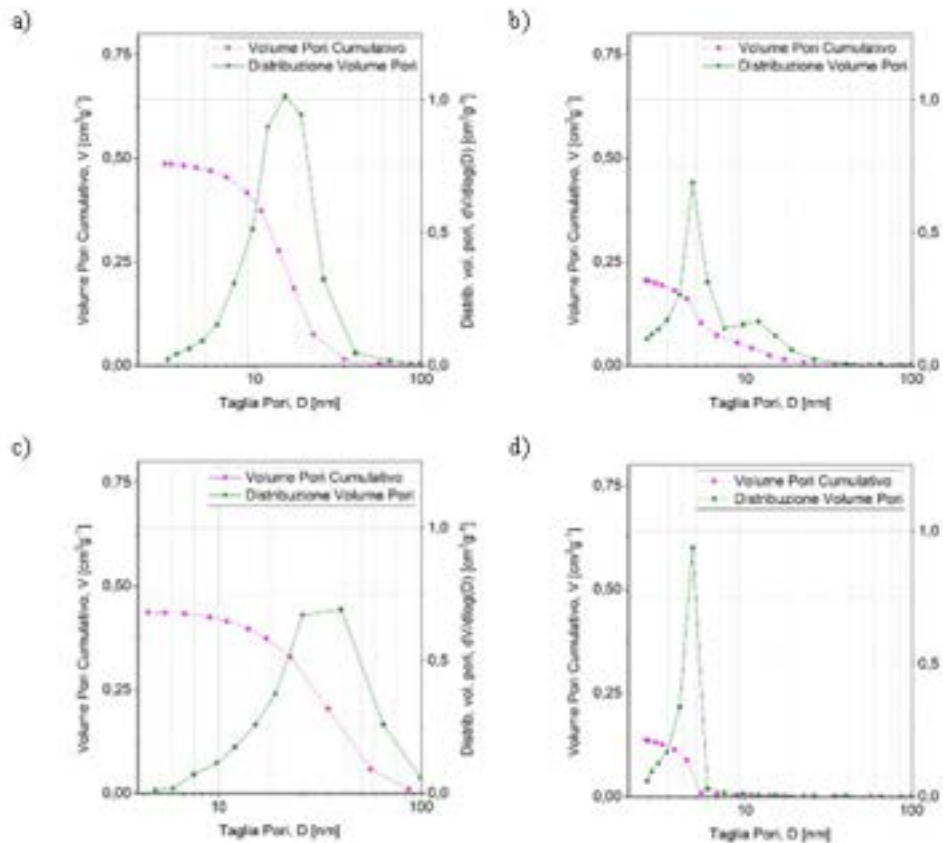 a)
0,75
0,50
0,25
0,00
Volume Pori Cumulativo, V [cm³g⁻¹]
Volume Pori Cumulativo
Distribuzione Volume Pori
1,0
0,5
0,0
Distrib. vol. pori, dV/dlog(D) [cm³g⁻¹]
10
100
Taglia Pori, D [nm]
b)
0,75
0,50
0,25
0,00
Volume Pori Cumulativo, V [cm³g⁻¹]
Volume Pori Cumulativo
Distribuzione Volume Pori
1,0
0,5
0,0
10
100
Taglia Pori, D [nm]
c)
0,75
0,50
0,25
0,00
Volume Pori Cumulativo, V [cm³g⁻¹]
Volume Pori Cumulativo
Distribuzione Volume Pori
1,0
0,5
0,0
Distrib. vol. pori, dV/dlog(D) [cm³g⁻¹]
10
100
Taglia Pori, D [nm]
d)
0,75
0,50
0,25
0,00
Volume Pori Cumulativo, V [cm³g⁻¹]
Volume Pori Cumulativo
Distribuzione Volume Pori
1,0
0,5
0,0
10
100
Taglia Pori, D [nm]